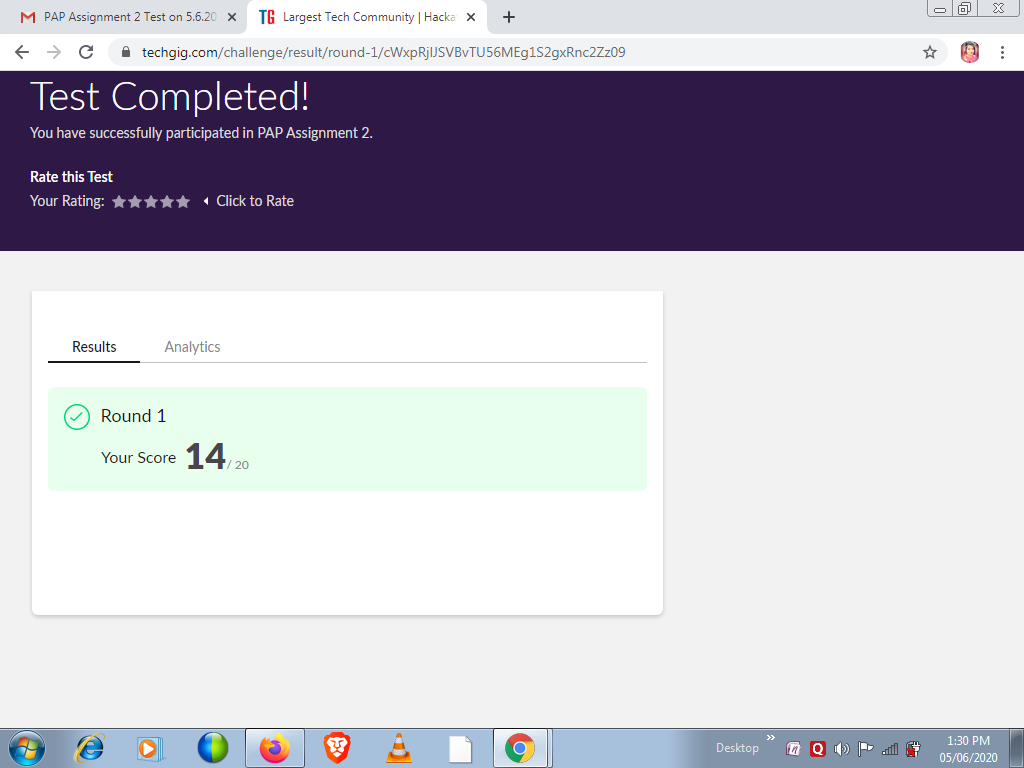 PAP Assignment 2 Test on 5.6.20
TG Largest Tech Community | Hacka
techgig.com/challenge/result/round-1/
Test Completed!
You have successfully participated in PAP Assignment 2.
Rate this Test
Your Rating:
Click to Rate
Results
Analytics
Round 1
Your Score 14 / 20
Desktop
1:30 PM
05/06/2020